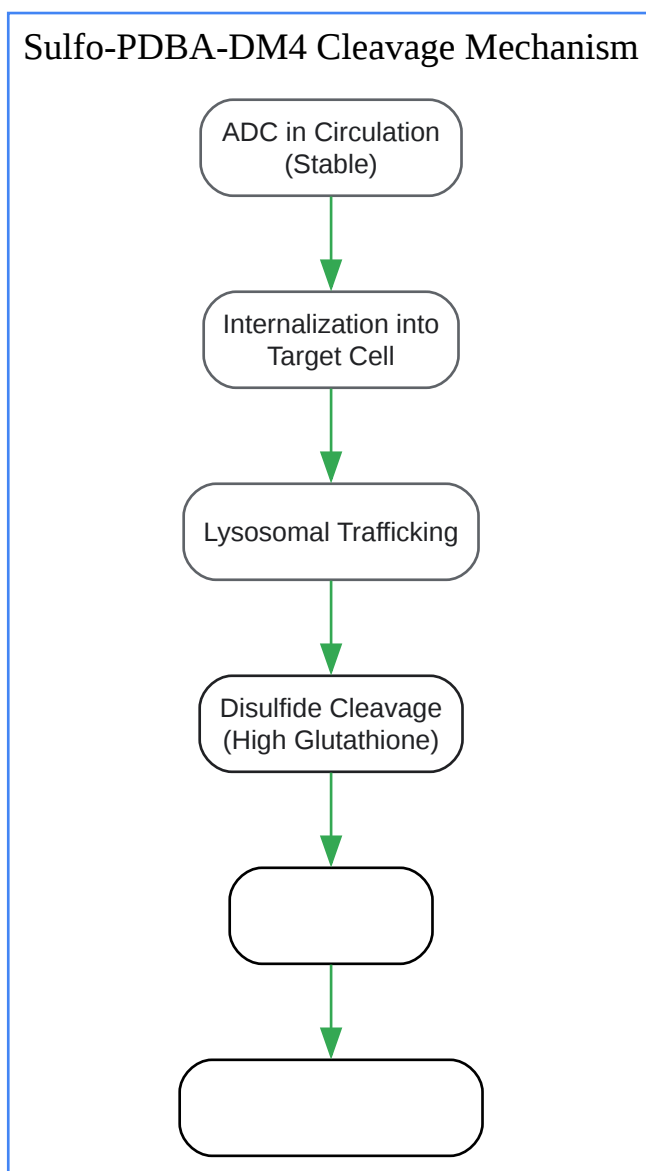 Sulfo-PDBA-DM4 Cleavage Mechanism
ADC in Circulation
(Stable)
Internalization into
Target Cell
Lysosomal Trafficking
Disulfide Cleavage
(High Glutathione)